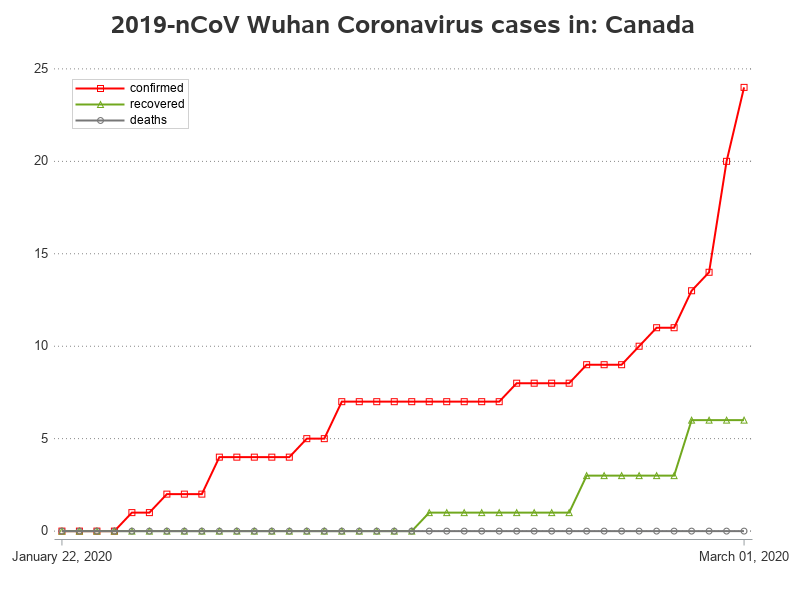 2019-nCoV Wuhan Coronavirus cases in: Canada
25
confirmed
recovered
deaths
20
15
10
5
0
January 22, 2020
March 01, 2020